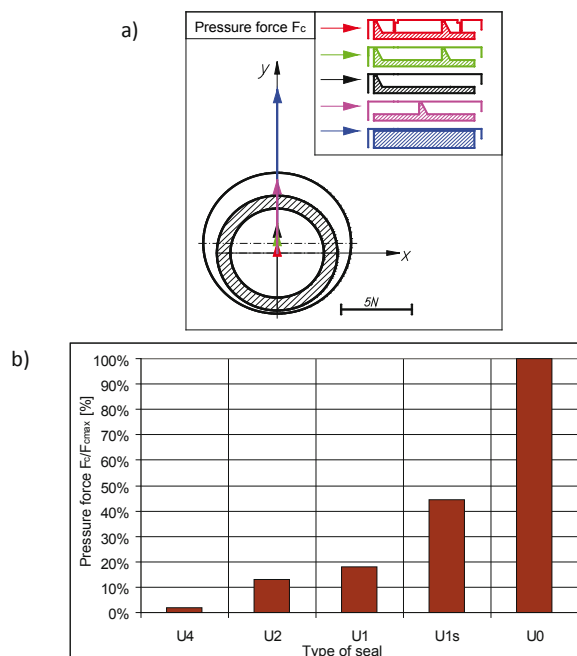 a)
Pressure force Fc
y
x
5N
b)
Pressure force Fc/Fcmax [%]
100%
90%
80%
70%
60%
50%
40%
30%
20%
10%
0%
U4 U2 U1 U1s U0
Type of seal